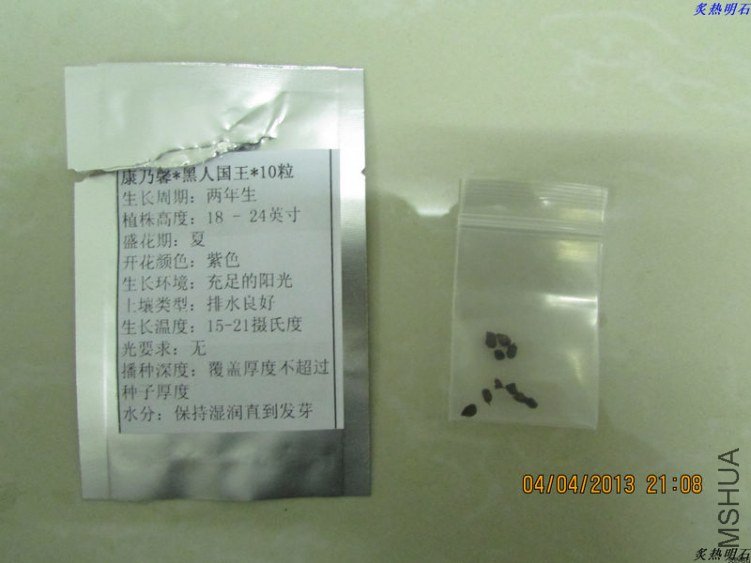 炙热明石
康乃馨*黑人国王*10粒
生长周期：两年生
植株高度：18 - 24英寸
盛花期：夏
开花颜色：紫色
生长环境：充足的阳光
土壤类型：排水良好
生长温度：15-21摄氏度
光要求：无
播种深度：覆盖厚度不超过
种子厚度
水分：保持湿润直到发芽
04/04/2013 21:08
MSHUA
炙热明石